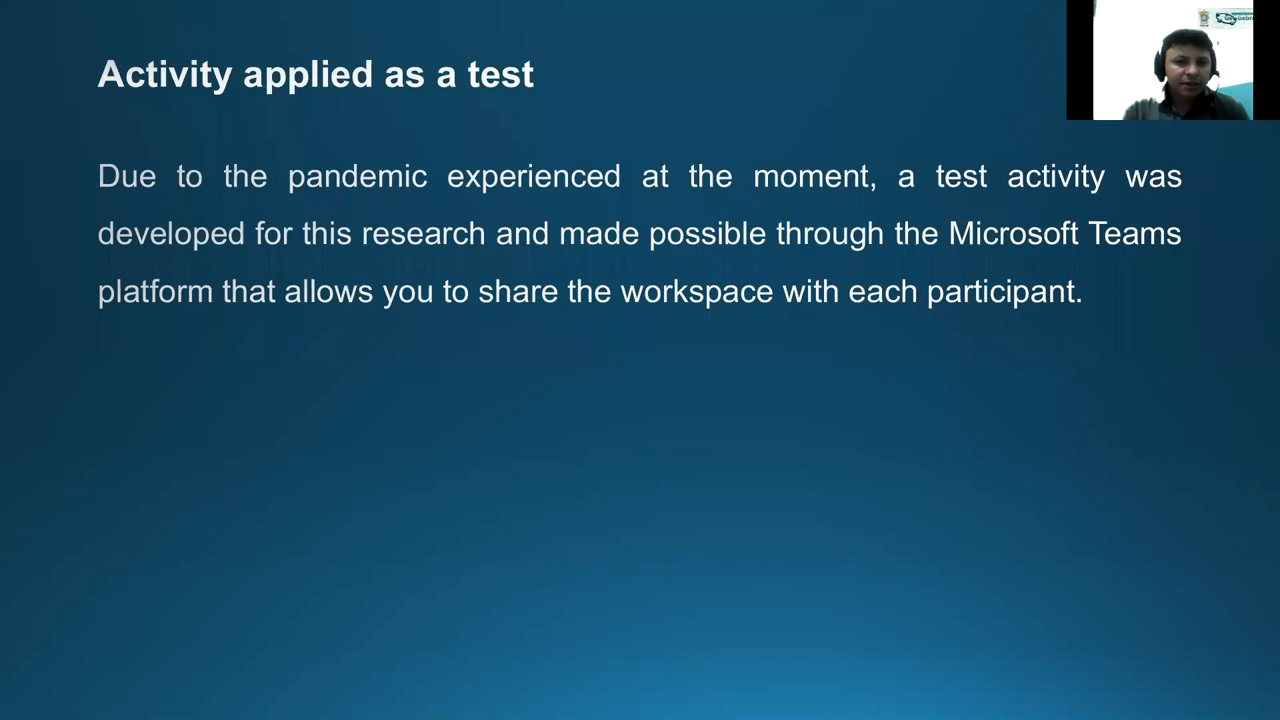 Activity applied as a test
Due to the pandemic experienced at the moment, a test activity was
developed for this research and made possible through the Microsoft Teams
platform that allows you to share the workspace with each participant.